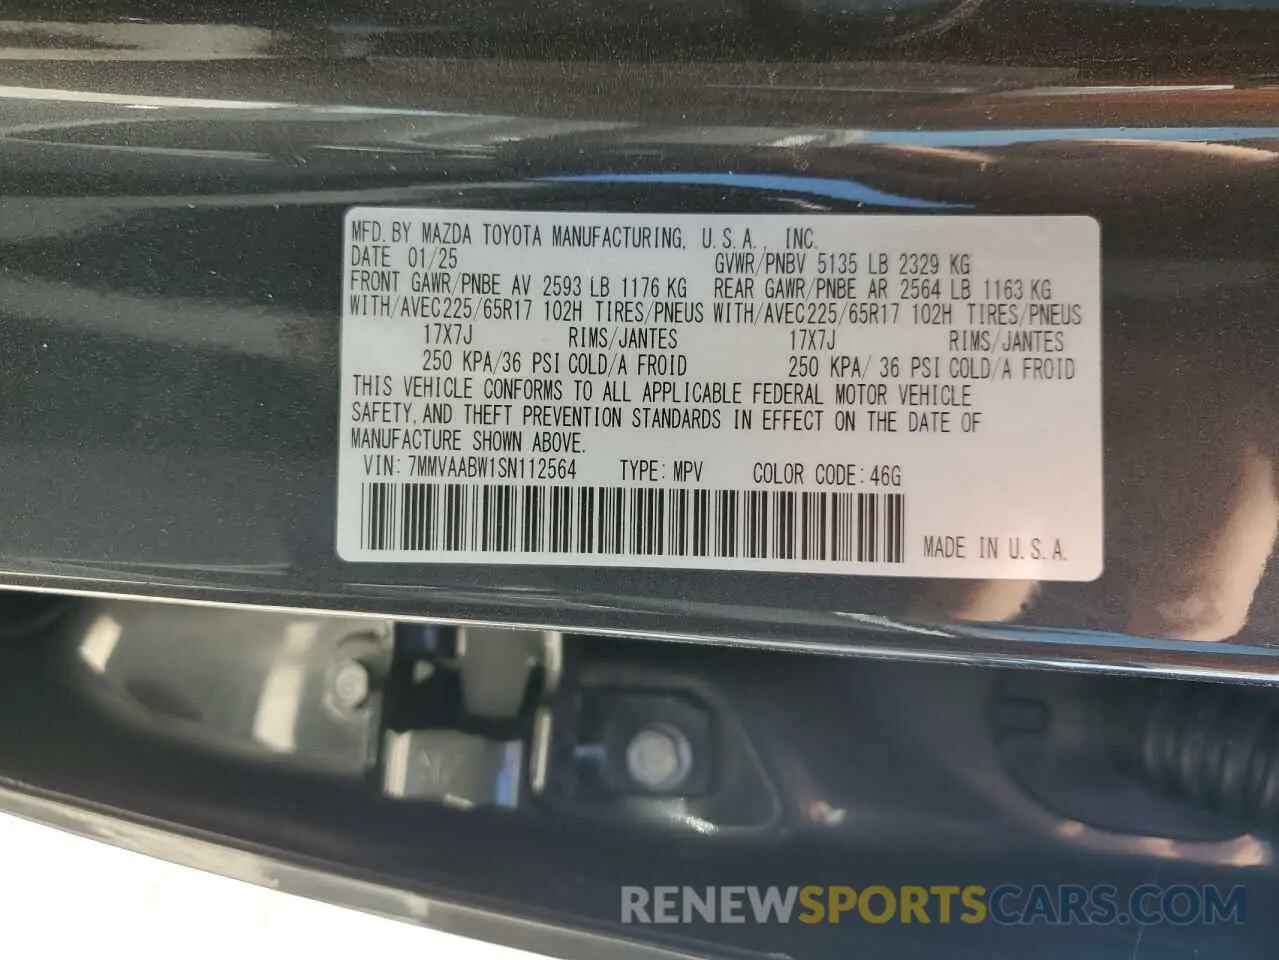 MFD. BY MAZDA TOYOTA MANUFACTURING, U.S.A., INC.
DATE 01/25 GVWR/PNBV 5135 LB 2329 KG
FRONT GAWR/PNBE AV 2593 LB 1176 KG REAR GAWR/PNBE AR 2564 LB 1163 KG
WITH/AVEC225/65R17 102H TIRES/PNEUS WITH/AVEC225/65R17 102H TIRES/PNEUS
17X7J RIMS/JANTES 17X7J RIMS/JANTES
250 KPA/36 PSI COLD/A FROID 250 KPA/ 36 PSI COLD/A FROID
THIS VEHICLE CONFORMS TO ALL APPLICABLE FEDERAL MOTOR VEHICLE
SAFETY, AND THEFT PREVENTION STANDARDS IN EFFECT ON THE DATE OF
MANUFACTURE SHOWN ABOVE.
VIN: 7MMVAABW1SN112564 TYPE: MPV COLOR CODE: 46G
MADE IN U.S.A.
RENEWSPORTSCARS.COM